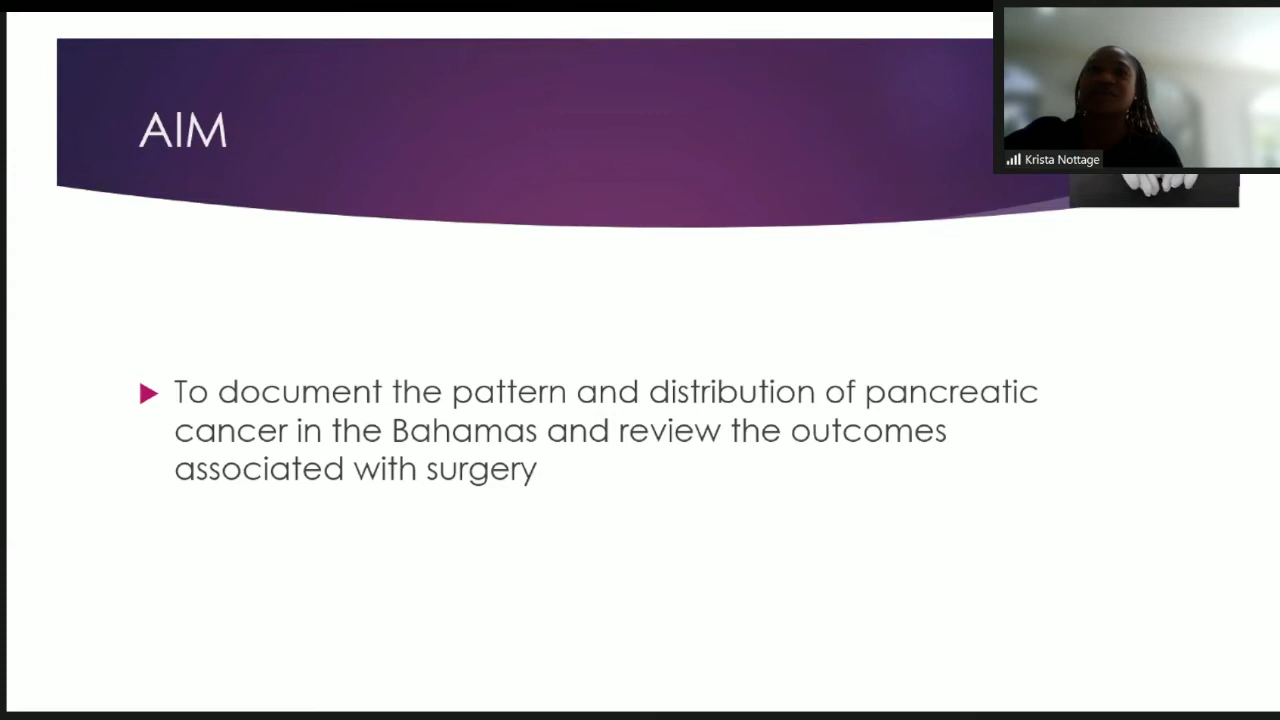 AIM
Krista Nottage
To document the pattern and distribution of pancreatic
cancer in the Bahamas and review the outcomes
associated with surgery